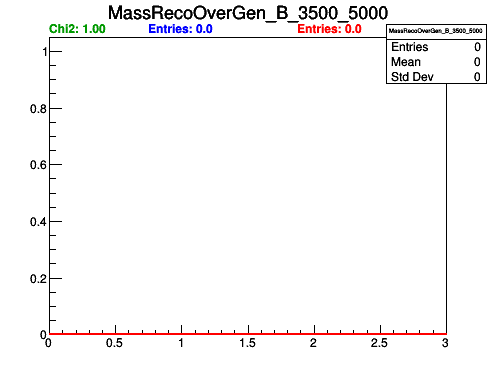 MassRecoOverGen_B_3500_5000
Chi2: 1.00 Entries: 0.0 Entries: 0.0
MassRecoOverGen_B_3500_5000
Entries 0
Mean 0
Std Dev 0
1
0.8
0.6
0.4
0.2
0
0 0.5 1 1.5 2 2.5 3